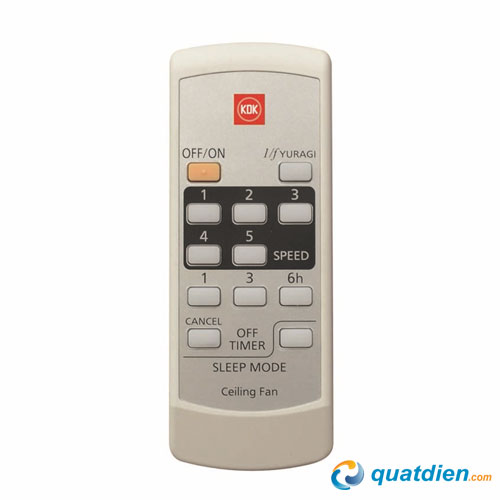 KDK
OFF/ON 1/f YURAGI
1 2 3
4 5 SPEED
1 3 6h
CANCEL
OFF
TIMER
SLEEP MODE
Ceiling Fan
quatdien.com